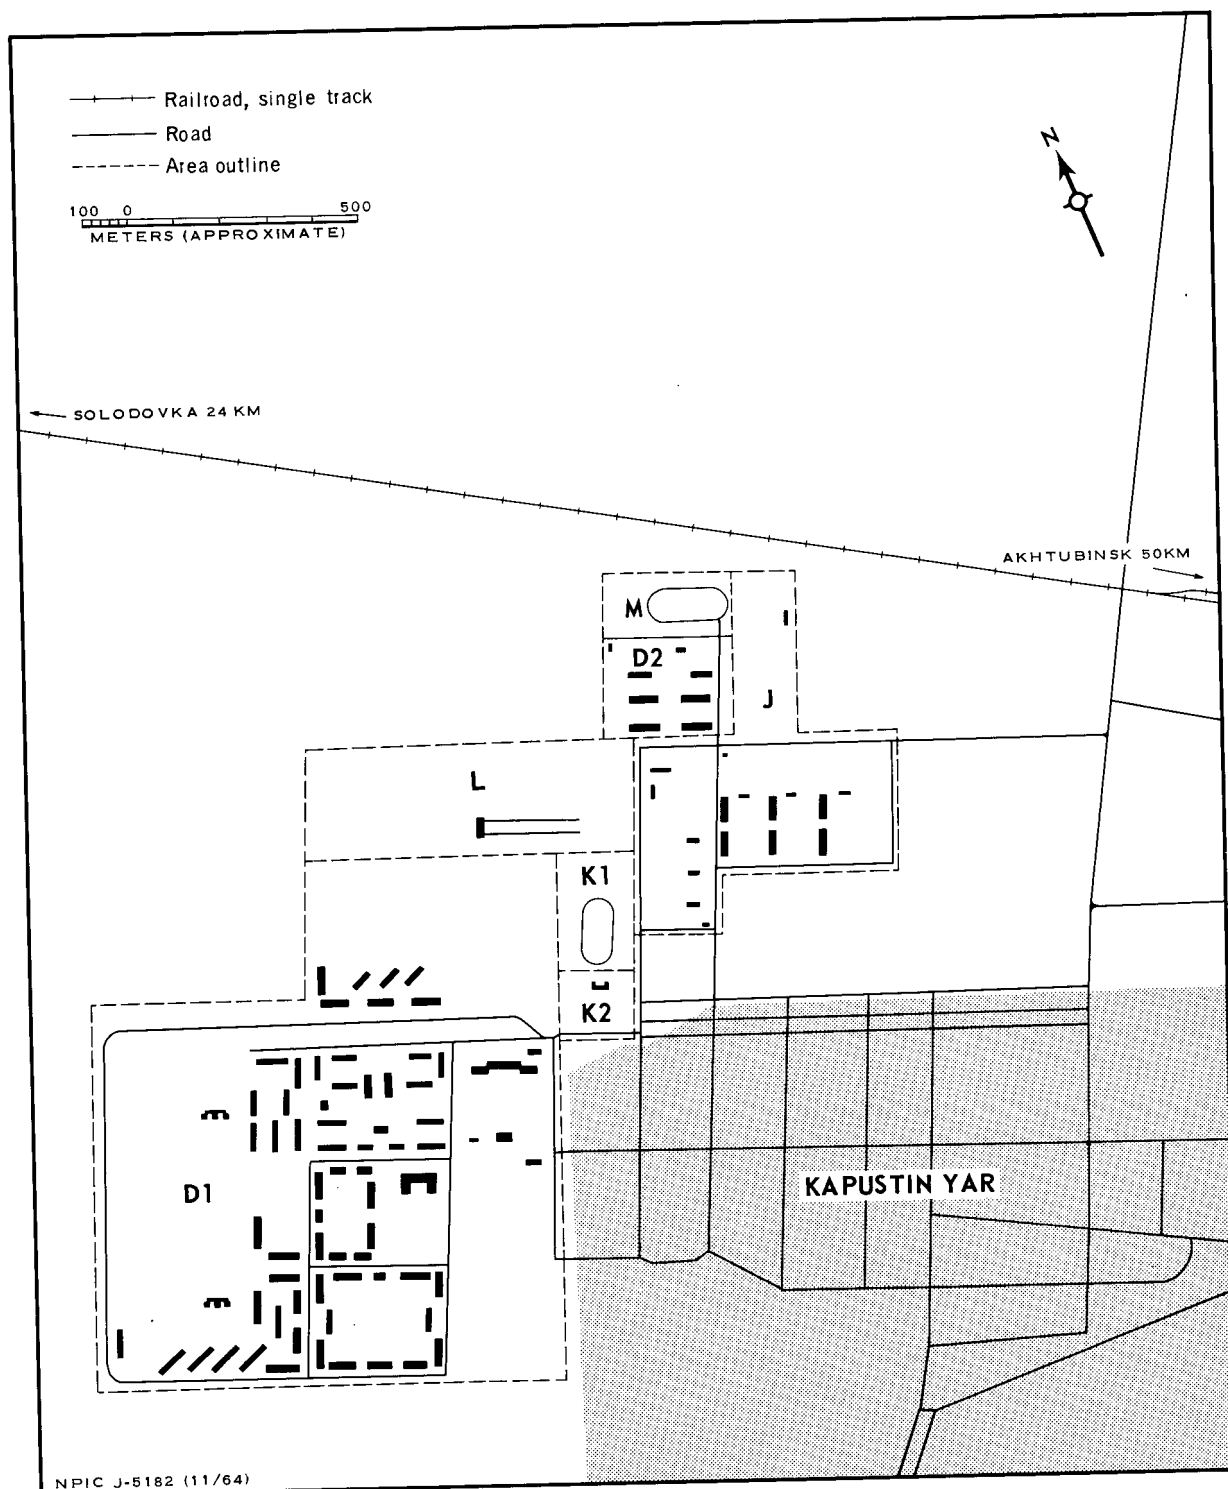 Railroad, single track
Road
Area outline
100 0 500
METERS (APPROXIMATE)
N
SOLODOVKA 24 KM
AKHTUBINSK 50KM
M
D2
J
L
K1
K2
D1
KAPUSTIN YAR
NPIC J-5182 (11/64)